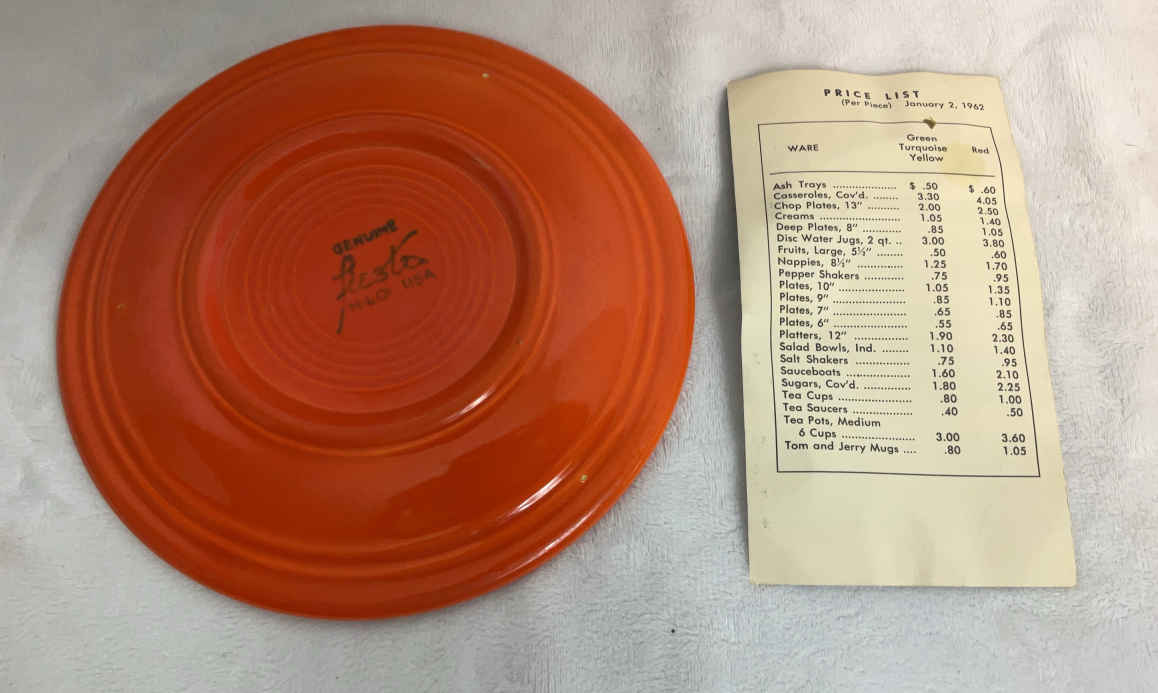 GENUINE
fiesta
HLCO USA
PRICE LIST
(Per Piece) January 2, 1962
WARE Green Turquoise Yellow Red
Ash Trays .................... $ .50 $ .60
Casseroles, Cov'd. ........ 3.30 4.05
Chop Plates, 13" .......... 2.00 2.50
Creams ......................... 1.05 1.40
Deep Plates, 8" ............ .85 1.05
Disc Water Jugs, 2 qt. .. 3.00 3.80
Fruits, Large, 5½" ........ .50 .60
Nappies, 8½" .............. 1.25 1.70
Pepper Shakers ............ .75 .95
Plates, 10" .................... 1.05 1.35
Plates, 9" ...................... .85 1.10
Plates, 7" ...................... .65 .85
Plates, 6" ...................... .55 .65
Platters, 12" ................ 1.90 2.30
Salad Bowls, Ind. ........ 1.10 1.40
Salt Shakers ................ .75 .95
Sauceboats .................. 1.60 2.10
Sugars, Cov'd. .............. 1.80 2.25
Tea Cups ...................... .80 1.00
Tea Saucers .................. .40 .50
Tea Pots, Medium
6 Cups ...................... 3.00 3.60
Tom and Jerry Mugs .... .80 1.05